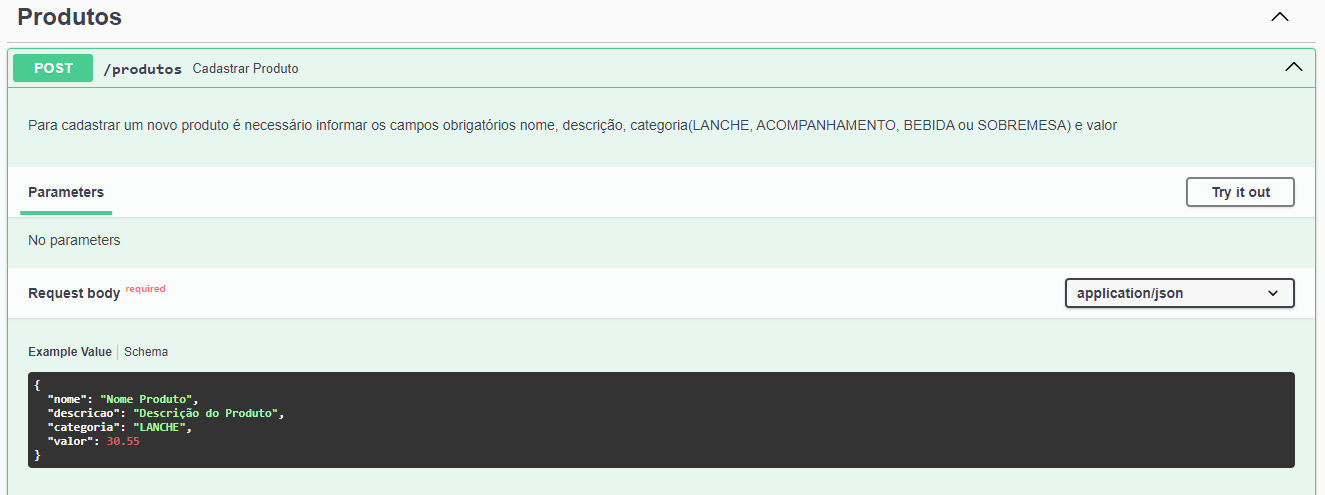 Produtos
POST /produtos Cadastrar Produto
Para cadastrar um novo produto é necessário informar os campos obrigatórios nome, descrição, categoria(LANCHE, ACOMPANHAMENTO, BEBIDA ou SOBREMESA) e valor
Parameters Try it out
No parameters
Request body required application/json
Example Value Schema
{
"nome": "Nome Produto",
"descricao": "Descrição do Produto",
"categoria": "LANCHE",
"valor": 30.55
}